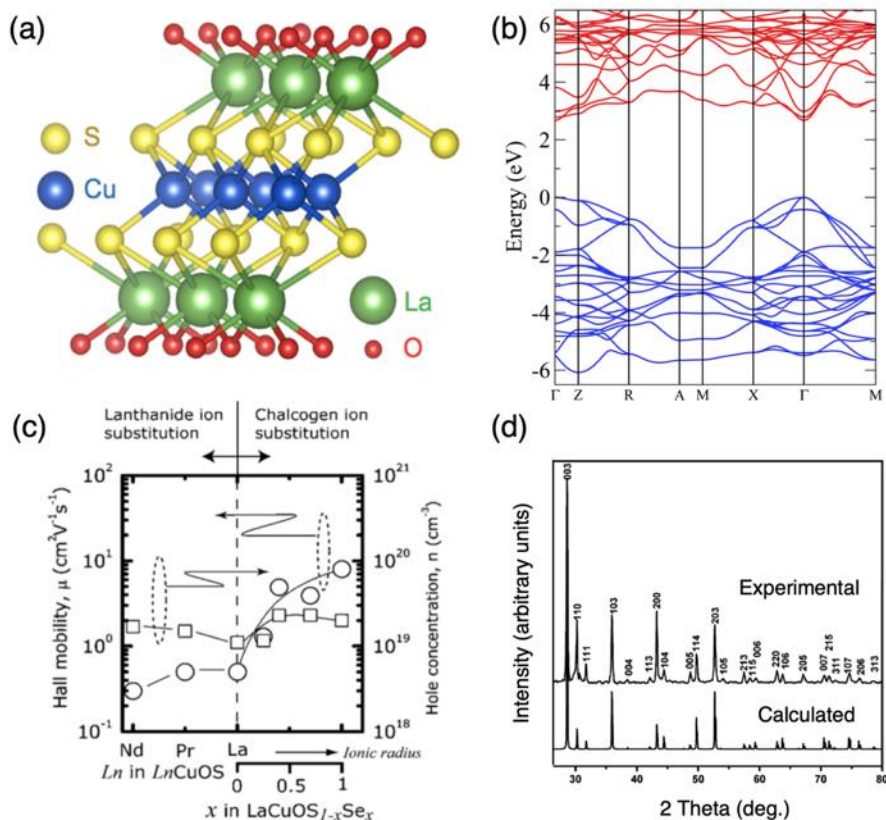 (a)
S
Cu
La
O
(b)
Energy (eV)
6
4
2
0
-2
-4
-6
Γ Z R A M X Γ M
(c)
Lanthanide ion
substitution
Chalcogen ion
substitution
Hall mobility, μ (cm²V⁻¹s⁻¹)
10²
10¹
10⁰
10⁻¹
Hole concentration, n (cm⁻³)
10²¹
10²⁰
10¹⁹
10¹⁸
Nd Pr La Ionic radius
Ln in LnCuOS
0 0.5 1
x in LaCuOS₁₋ₓSeₓ
(d)
Intensity (arbitrary units)
003
110
111
103
004
113
200
104
005
114
203
105
213
115
006
220
106
205
007
215
311
107
206
313
Experimental
Calculated
30 40 50 60 70 80
2 Theta (deg.)